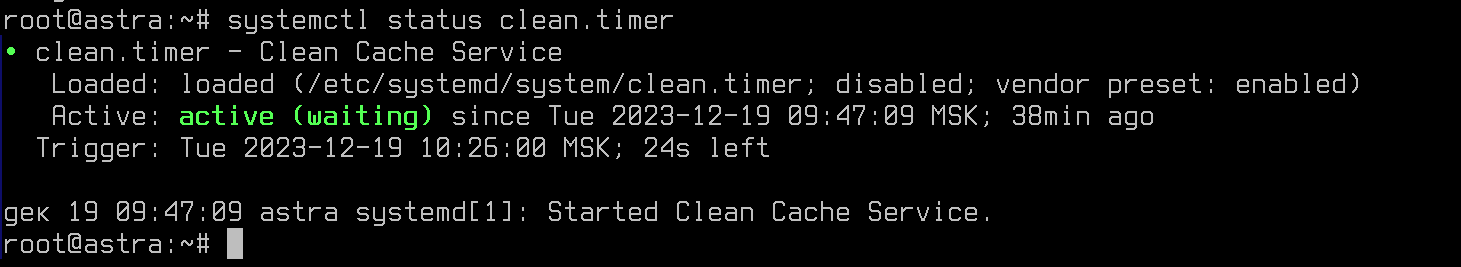 root@astra:~# systemctl status clean.timer
• clean.timer - Clean Cache Service
Loaded: loaded (/etc/systemd/system/clean.timer; disabled; vendor preset: enabled)
Active: active (waiting) since Tue 2023-12-19 09:47:09 MSK; 38min ago
Trigger: Tue 2023-12-19 10:26:00 MSK; 24s left
дек 19 09:47:09 astra systemd[1]: Started Clean Cache Service.
root@astra:~#